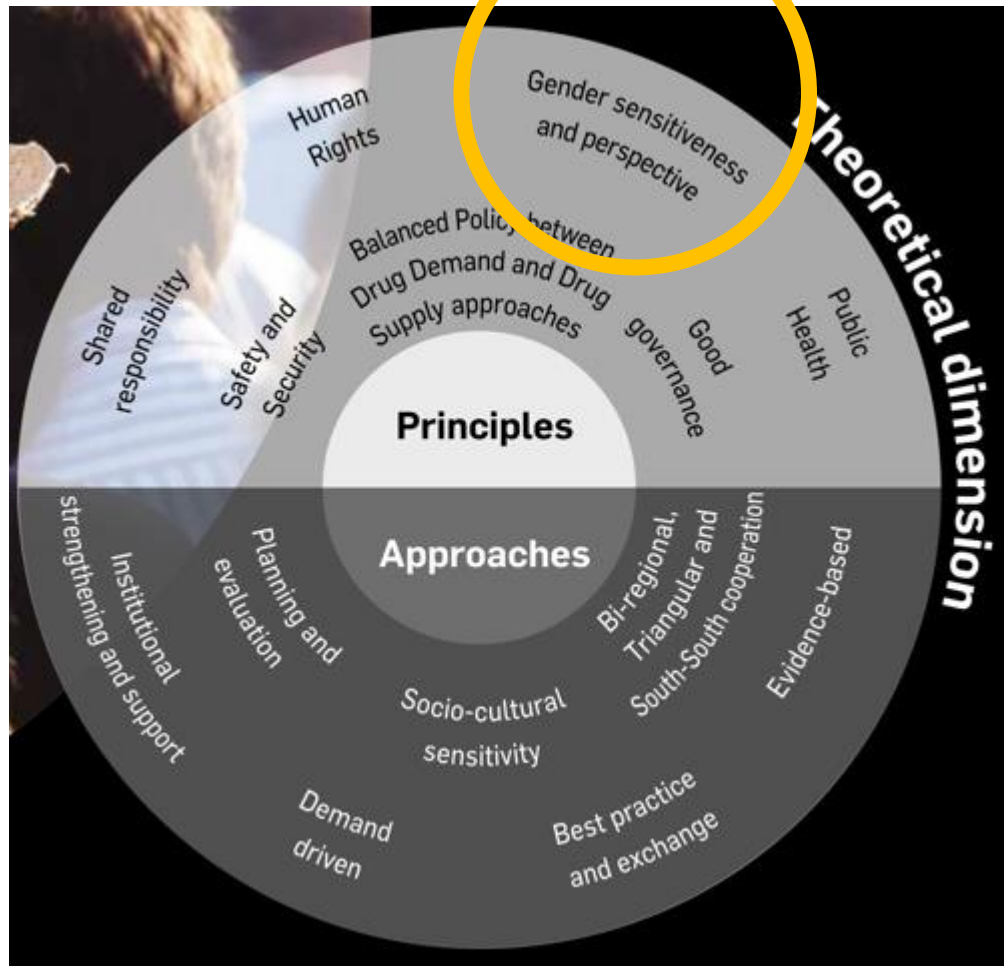 Theoretical dimension
Human
Rights
Gender sensitiveness
and perspective
Shared
responsibility
Safety and
Security
Balanced Policy between
Drug Demand and Drug
Supply approaches
Good
governance
Public
Health
Principles
Approaches
Institutional
strengthening and support
Planning and
evaluation
Socio-cultural
sensitivity
Bi-regional,
Triangular and
South-South cooperation
Evidence-based
Demand
driven
Best practice
and exchange